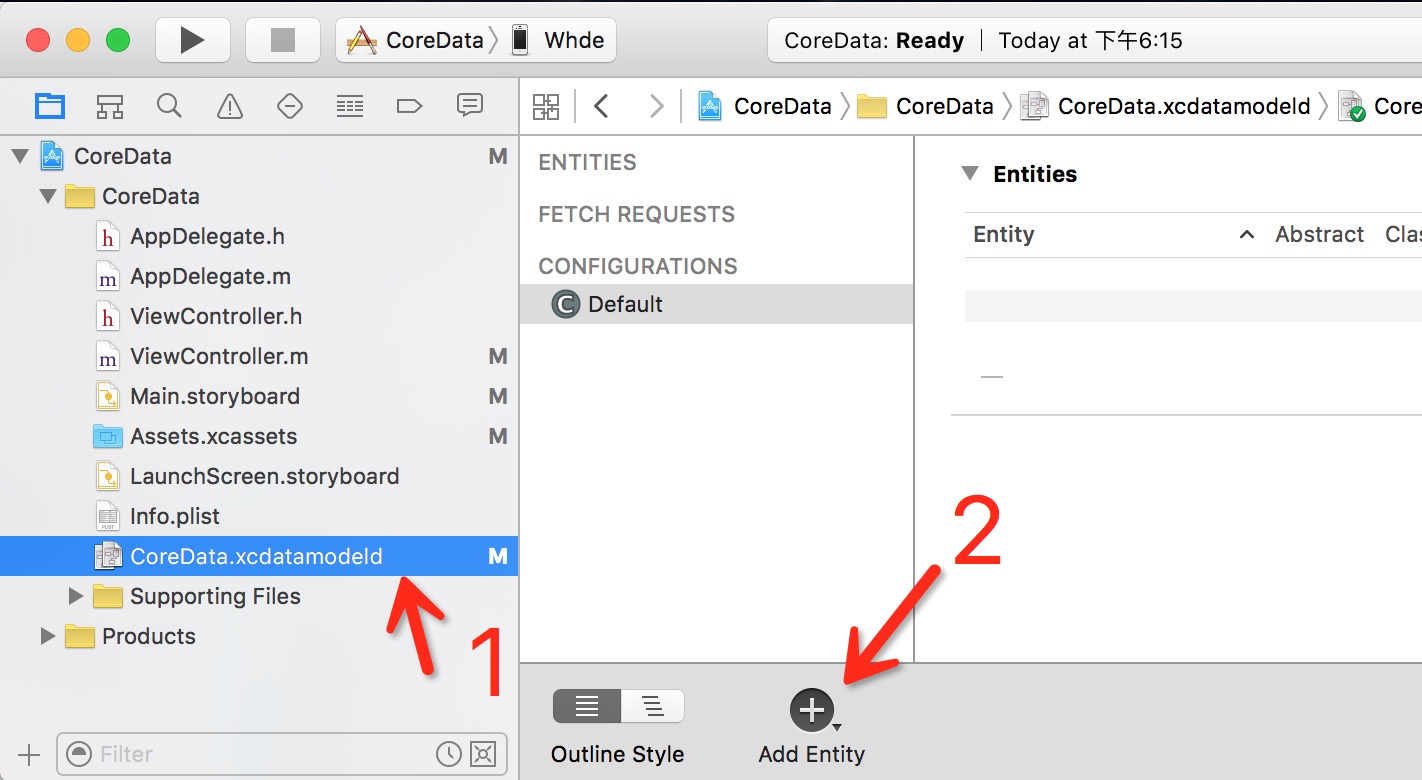 CoreData Whde
CoreData: Ready Today at 下午6:15
CoreData CoreData CoreData.xcdatamodeld Core
CoreData M
CoreData
h AppDelegate.h
m AppDelegate.m
h ViewController.h
m ViewController.m M
Main.storyboard M
Assets.xcassets M
LaunchScreen.storyboard
PLIST Info.plist
CoreData.xcdatamodeld M
Supporting Files
Products
1
Filter
ENTITIES
FETCH REQUESTS
CONFIGURATIONS
C Default
Entities
Entity Abstract Clas
2
Outline Style
Add Entity